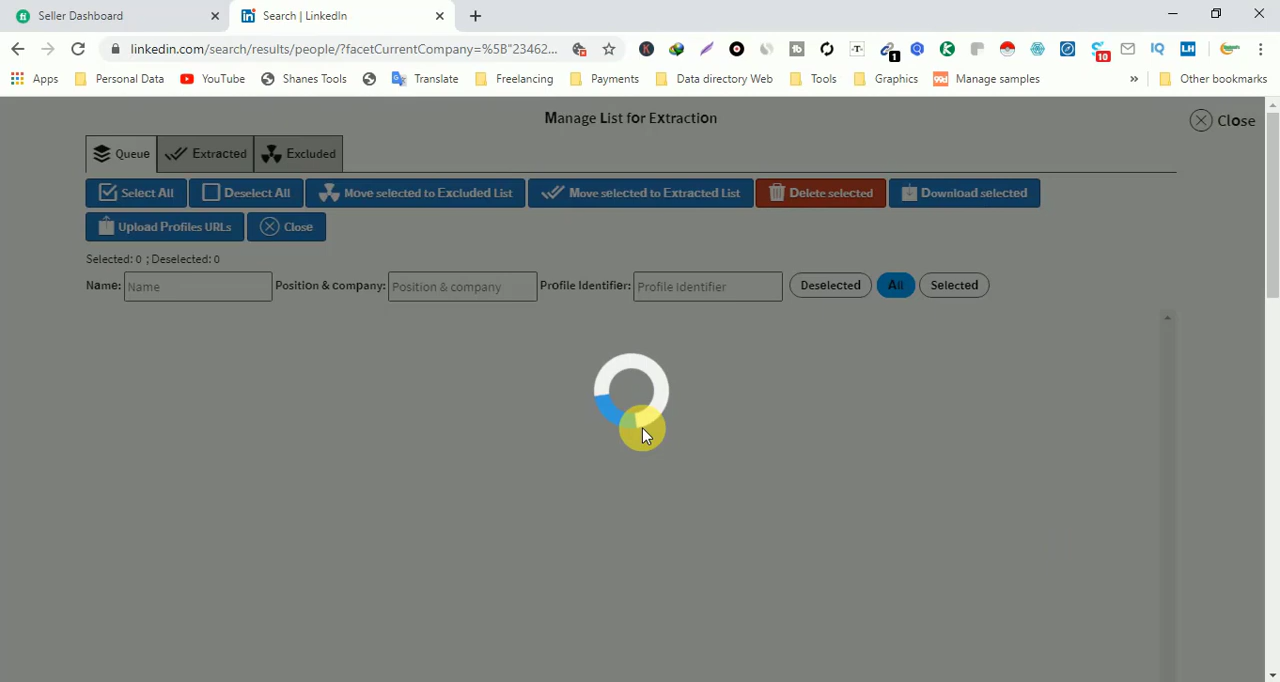 Seller Dashboard
Search | LinkedIn
linkedin.com/search/results/people/?facetCurrentCompany=%5B"23462...
1
10
Apps
Personal Data
YouTube
Shanes Tools
Translate
Freelancing
Payments
Data directory Web
Tools
Graphics
Manage samples
»
Other bookmarks
Manage List for Extraction
Close
Queue
Extracted
Excluded
Select All
Deselect All
Move selected to Excluded List
Move selected to Extracted List
Delete selected
Download selected
Upload Profiles URLs
Close
Selected: 0 ; Deselected: 0
Name: Name Position & company: Position & company Profile Identifier: Profile Identifier Deselected All Selected